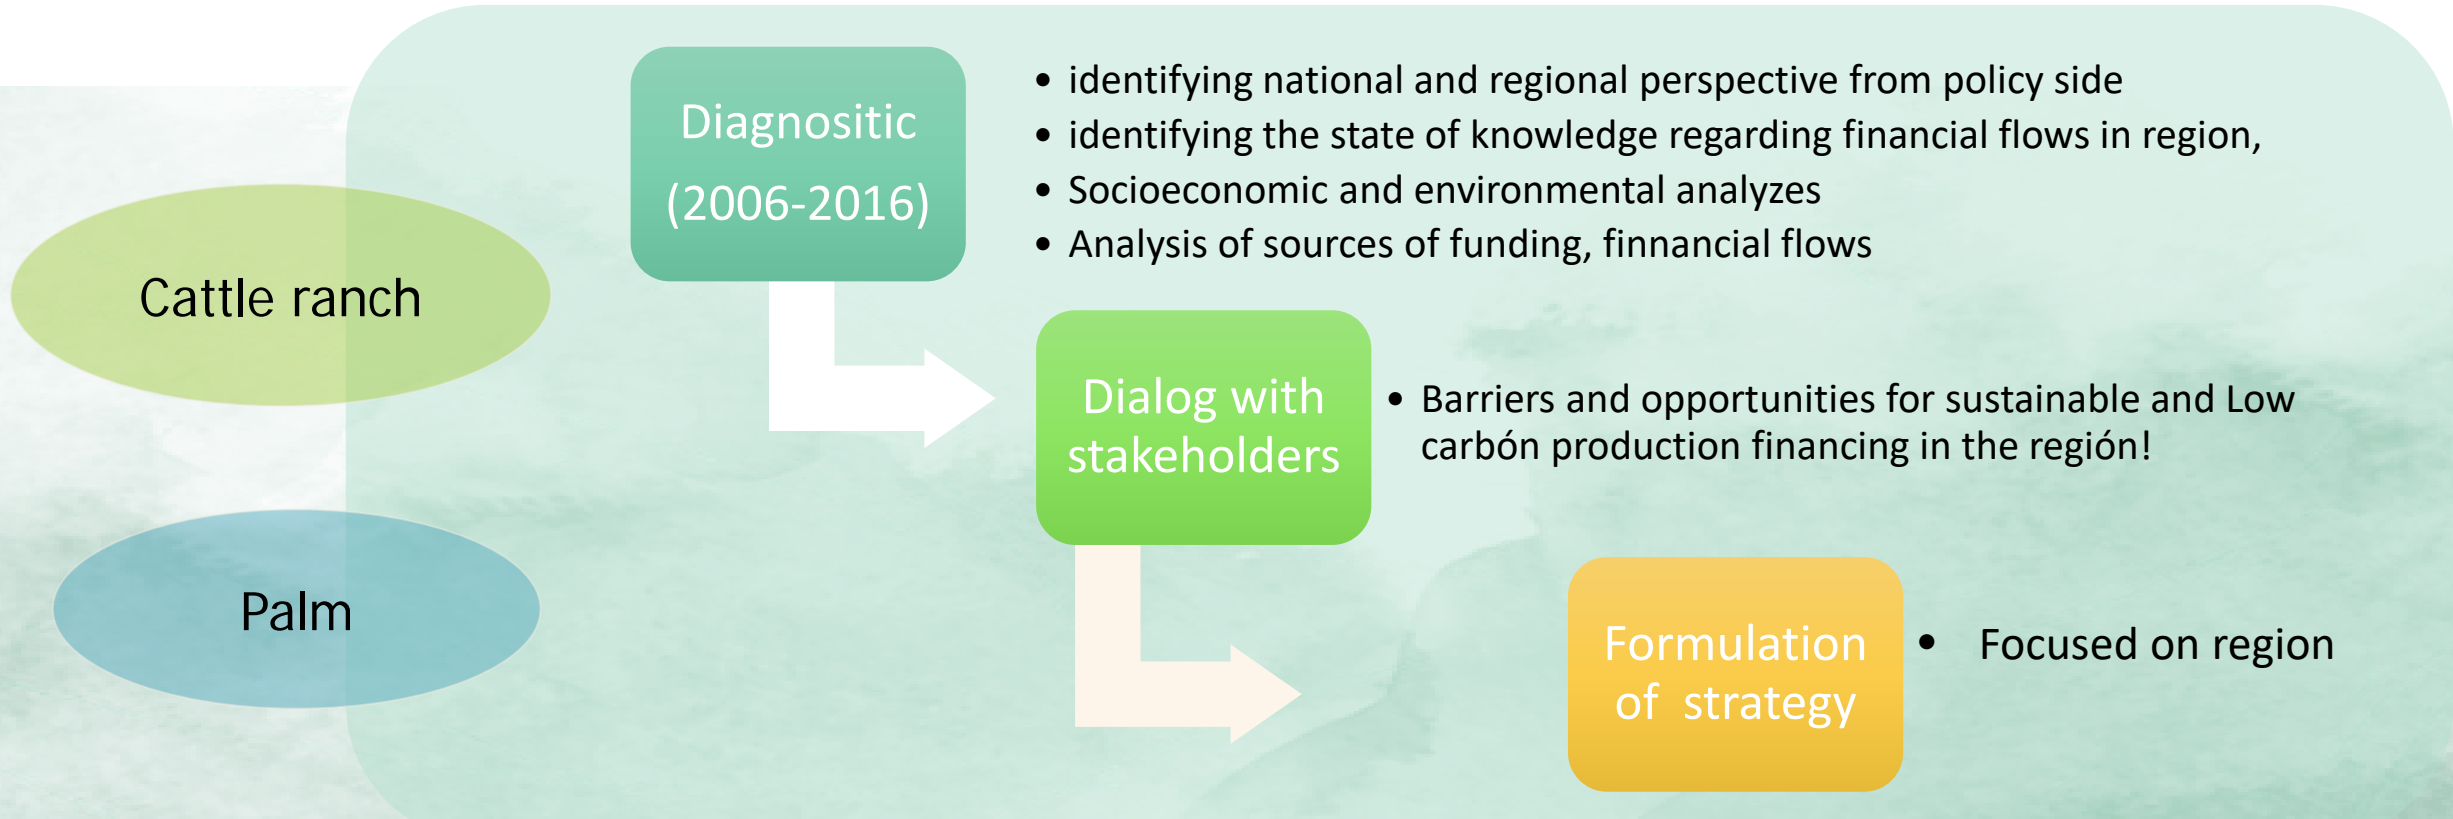 Cattle ranch
Palm
Diagnositic
(2006-2016)
• identifying national and regional perspective from policy side
• identifying the state of knowledge regarding financial flows in region,
• Socioeconomic and environmental analyzes
• Analysis of sources of funding, finnancial flows
Dialog with
stakeholders
• Barriers and opportunities for sustainable and Low
carbón production financing in the región!
Formulation
of strategy
• Focused on region